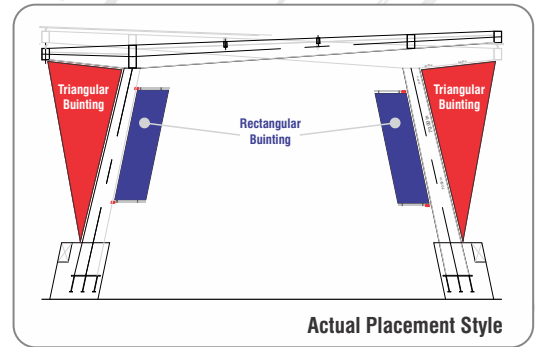 Triangular
Buinting
Triangular
Buinting
Rectangular
Buinting
Actual Placement Style